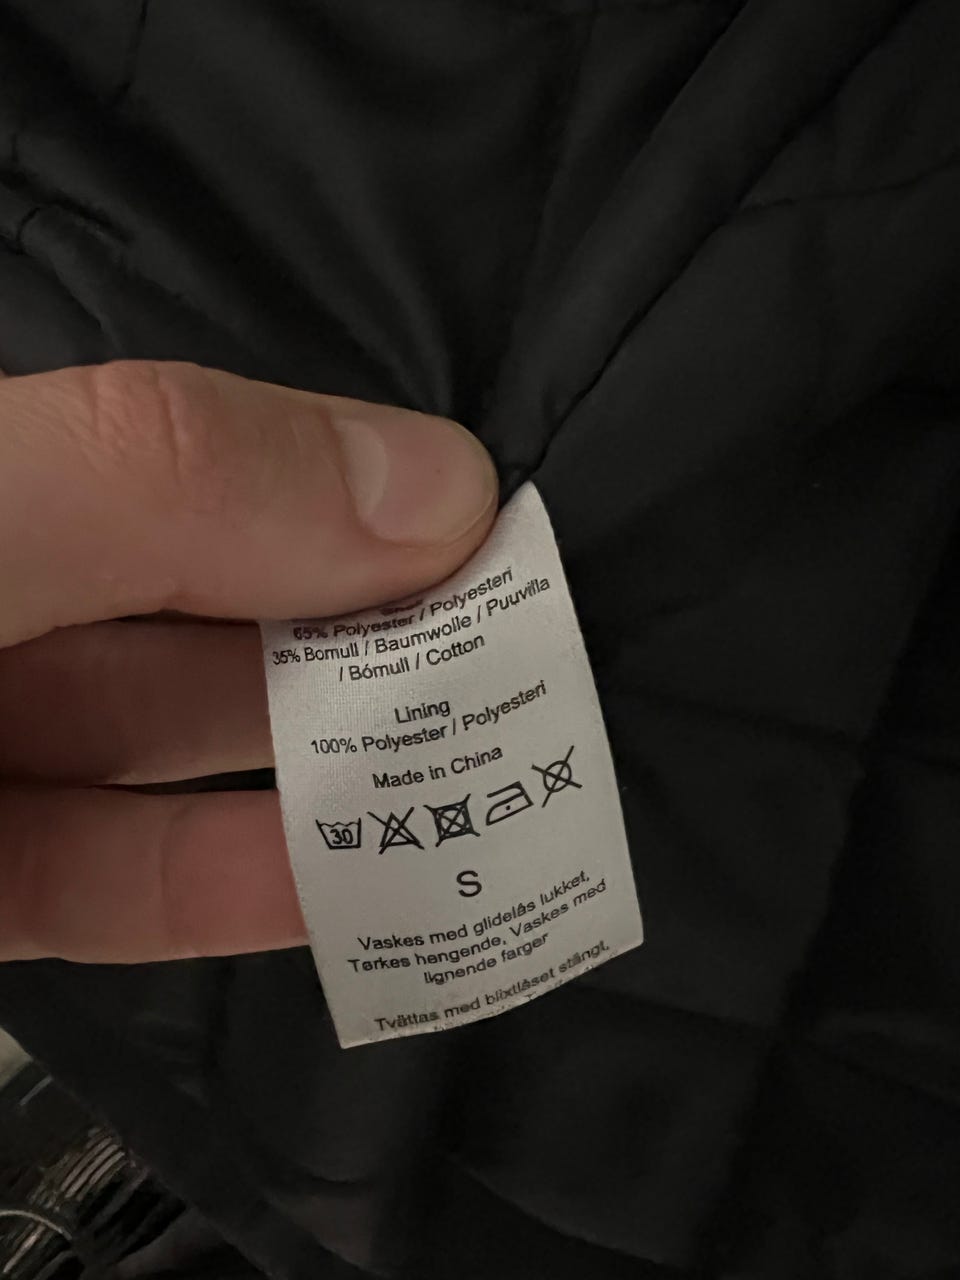 65% Polyester / Polyesteri
35% Bomull / Baumwolle / Puuvilla
/ Bómull / Cotton
Lining
100% Polyester / Polyesteri
Made in China
30
S
Vaskes med glidelås lukket,
Tørkes hengende, Vaskes med
lignende farger
Tvättas med blixtlåset stängt,